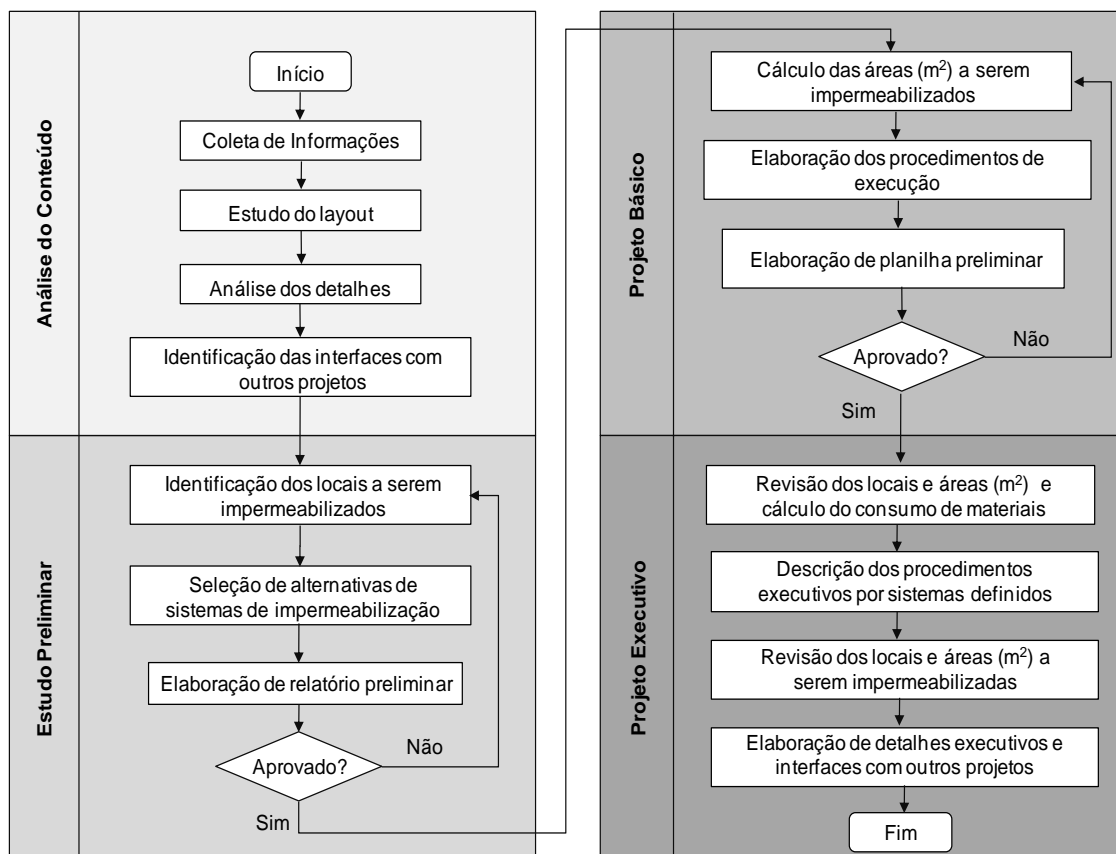 Análise do Conteúdo
Início
Coleta de Informações
Estudo do layout
Análise dos detalhes
Identificação das interfaces com
outros projetos
Estudo Preliminar
Identificação dos locais a serem
impermeabilizados
Seleção de alternativas de
sistemas de impermeabilização
Elaboração de relatório preliminar
Aprovado?
Não
Sim
Projeto Básico
Cálculo das áreas (m²) a serem
impermeabilizados
Elaboração dos procedimentos de
execução
Elaboração de planilha preliminar
Aprovado?
Não
Sim
Projeto Executivo
Revisão dos locais e áreas (m²) e
cálculo do consumo de materiais
Descrição dos procedimentos
executivos por sistemas definidos
Revisão dos locais e áreas (m²) a
serem impermeabilizadas
Elaboração de detalhes executivos e
interfaces com outros projetos
Fim